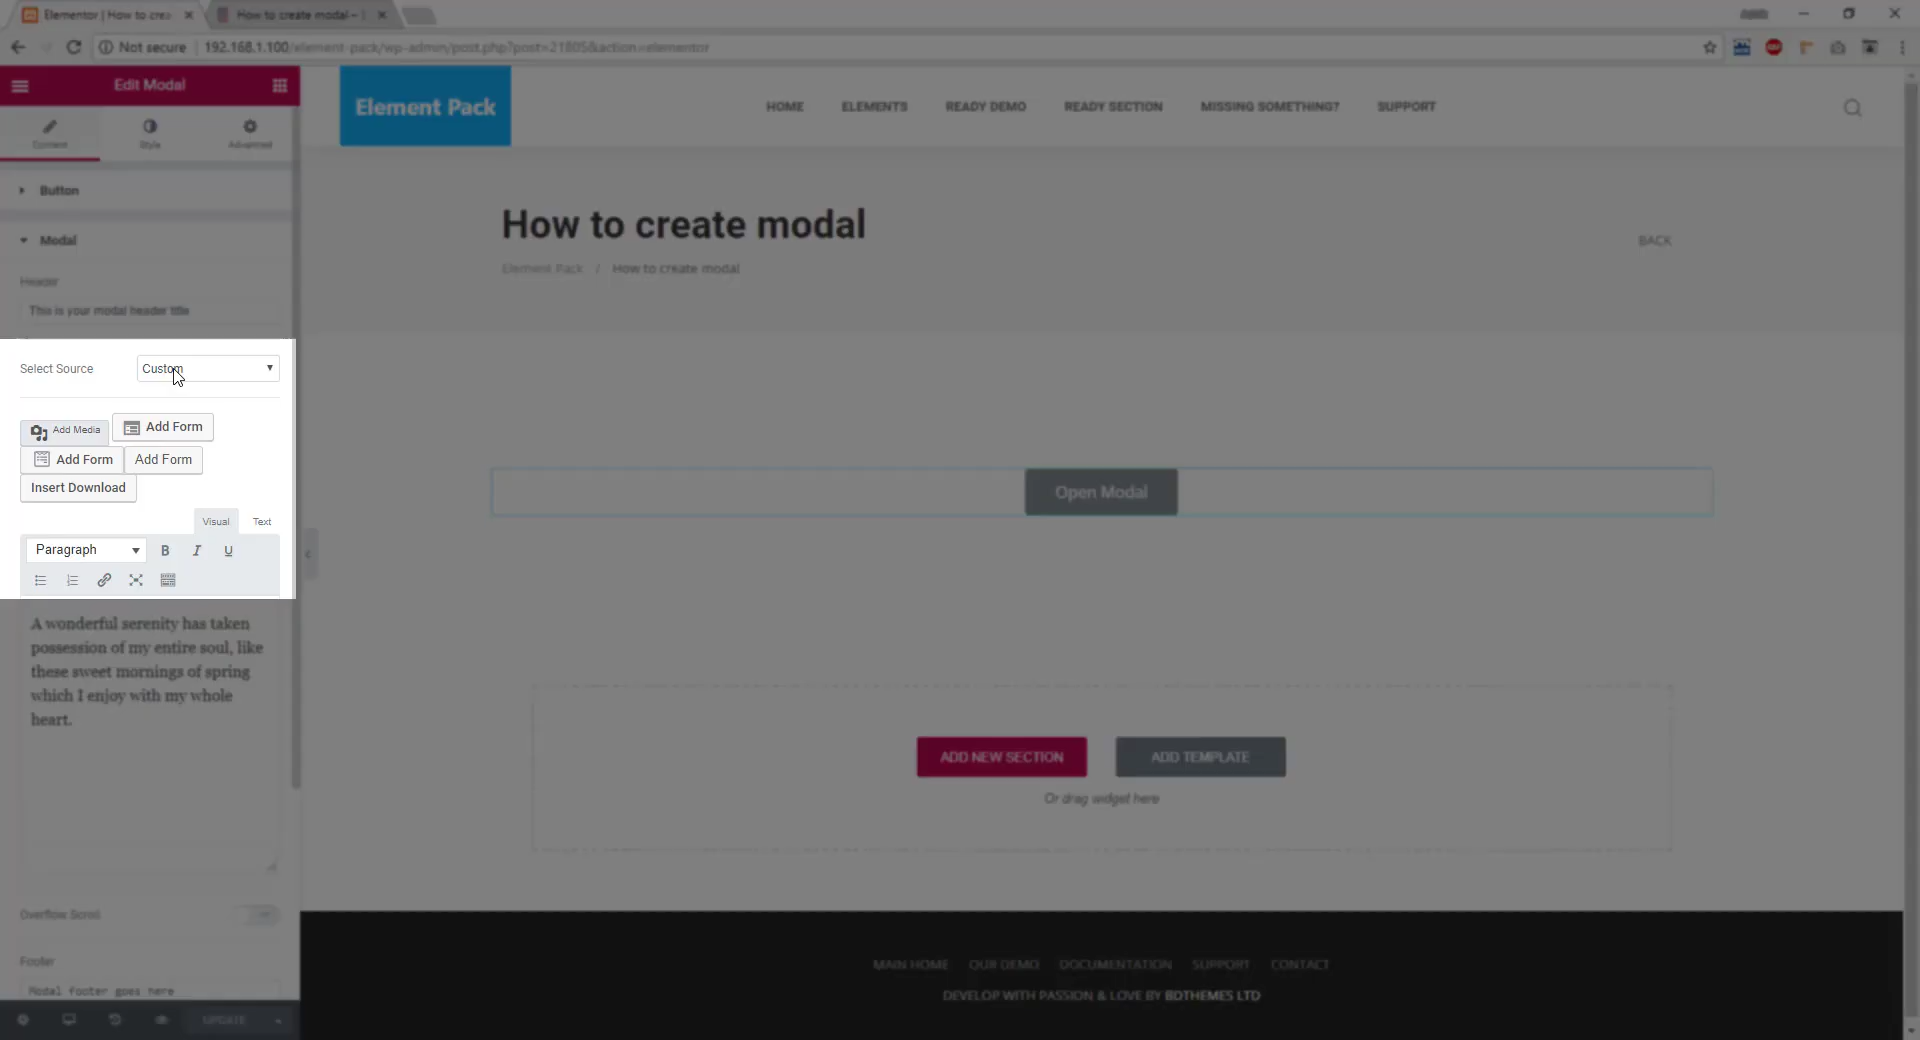 Elementor | How to crea
How to create modal – |
Not secure
192.168.1.100/element-pack/wp-admin/post.php?post=21805&action=elementor
Edit Modal
Content
Style
Advanced
Button
Modal
Header
This is your modal header title
Select Source
Custom
Add Media
Add Form
Add Form
Add Form
Insert Download
Visual
Text
Paragraph
B
I
U
A wonderful serenity has taken
possession of my entire soul, like
these sweet mornings of spring
which I enjoy with my whole
heart.
Overflow Scroll
Footer
Modal footer goes here
UPDATE
Element Pack
HOME
ELEMENTS
READY DEMO
READY SECTION
MISSING SOMETHING?
SUPPORT
How to create modal
Element Pack / How to create modal
BACK
Open Modal
ADD NEW SECTION
ADD TEMPLATE
Or drag widget here
MAIN HOME OUR DEMO DOCUMENTATION SUPPORT CONTACT
DEVELOP WITH PASSION & LOVE BY BDTHEMES LTD